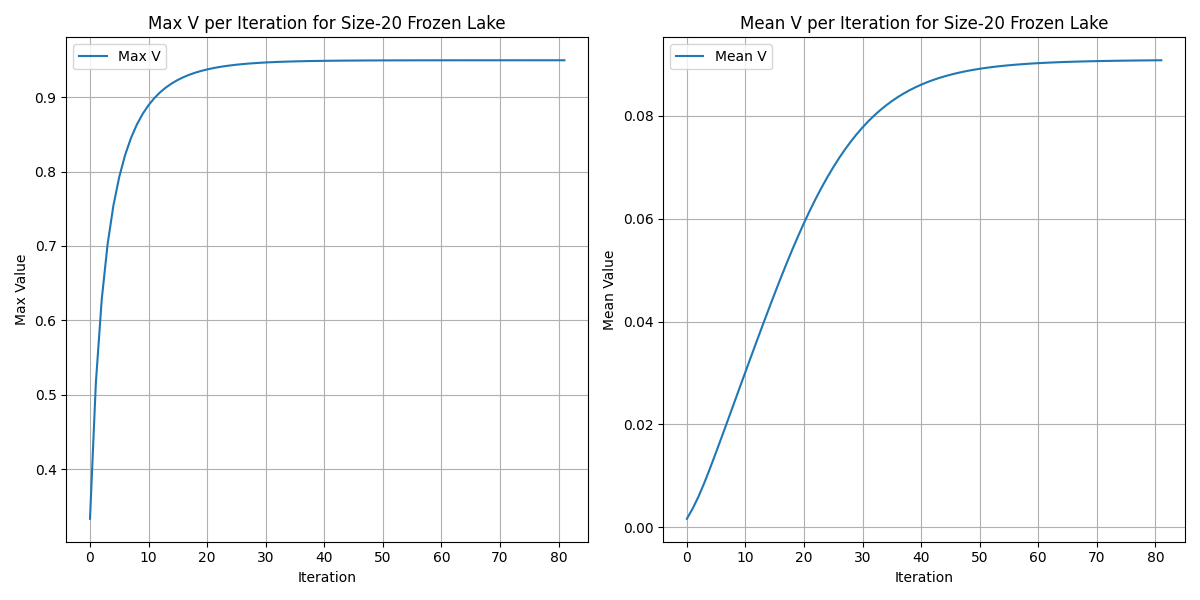 Max V per Iteration for Size-20 Frozen Lake
Max V
0.9
0.8
0.7
0.6
0.5
0.4
Max Value
0 10 20 30 40 50 60 70 80
Iteration
Mean V per Iteration for Size-20 Frozen Lake
Mean V
0.08
0.06
0.04
0.02
0.00
Mean Value
0 10 20 30 40 50 60 70 80
Iteration